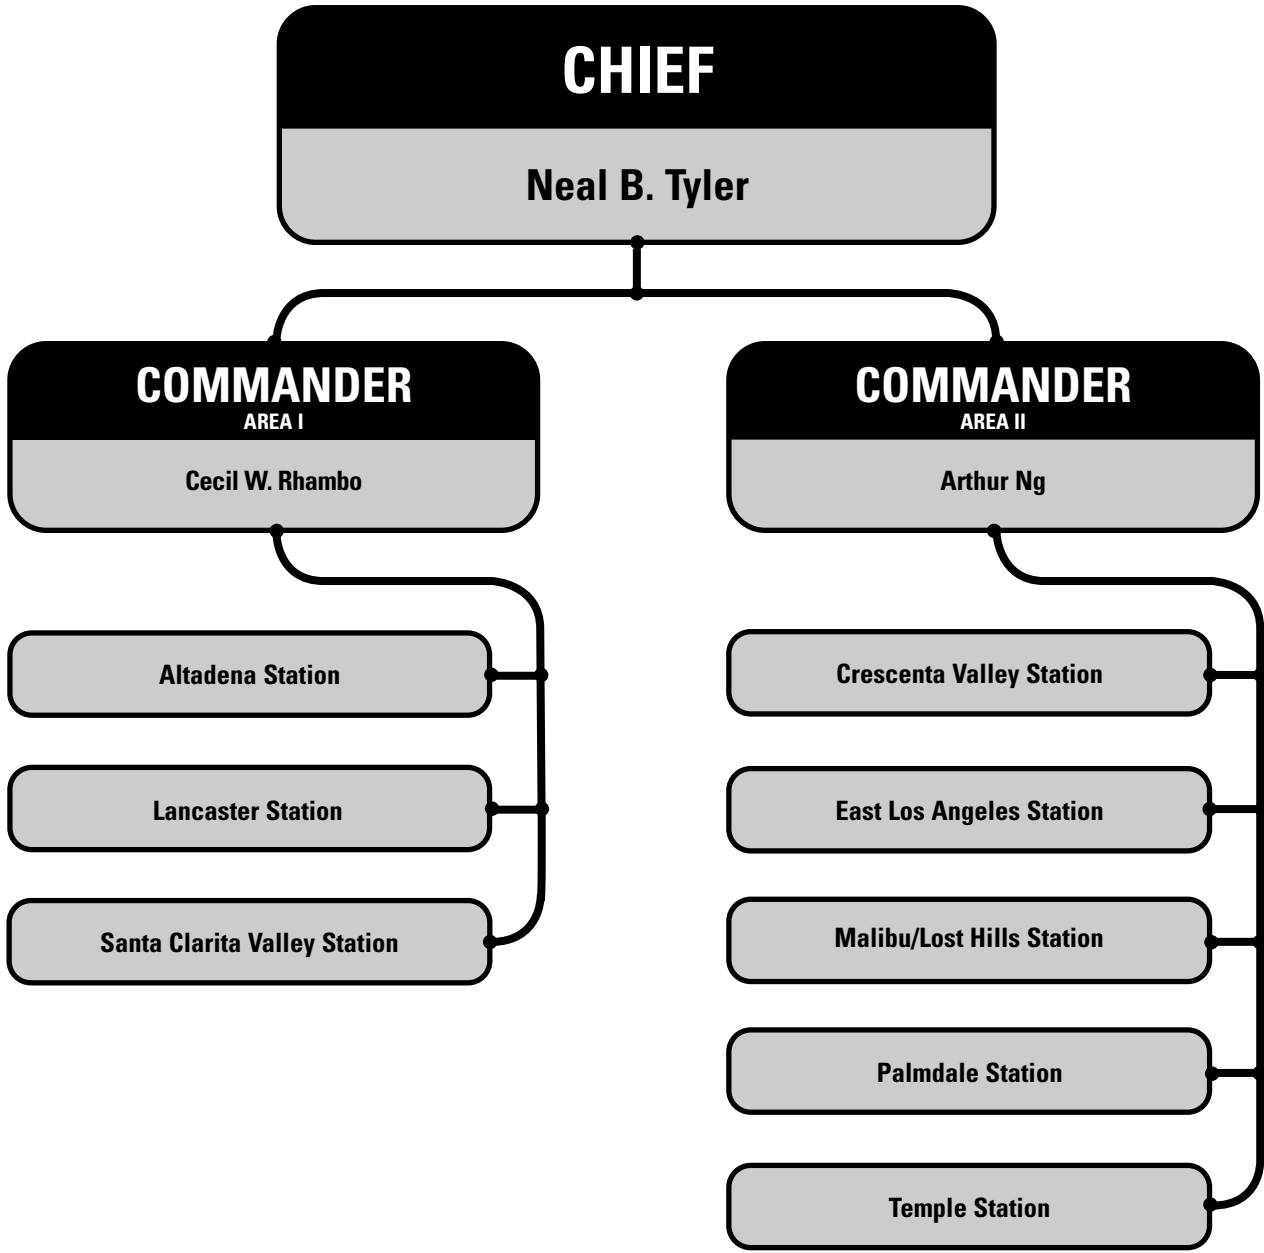 CHIEF
Neal B. Tyler
COMMANDER
AREA I
Cecil W. Rhambo
COMMANDER
AREA II
Arthur Ng
Altadena Station
Lancaster Station
Santa Clarita Valley Station
Crescenta Valley Station
East Los Angeles Station
Malibu/Lost Hills Station
Palmdale Station
Temple Station